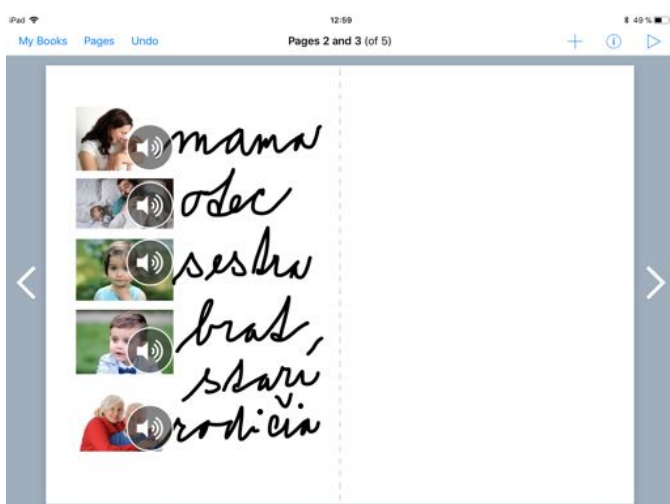 iPad 12:59 49 %
My Books Pages Undo Pages 2 and 3 (of 5)
mama
otec
sestra
brat
starí
rodičia